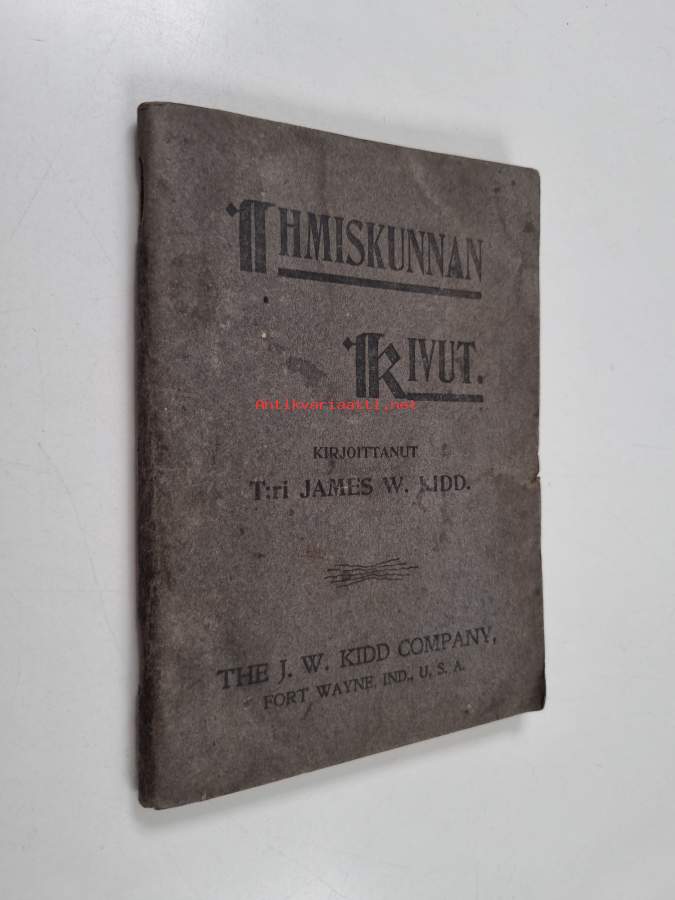 IHMISKUNNAN
KIVUT.
Antikvariaatti.net
KIRJOITTANUT
T:ri JAMES W. KIDD.
THE J. W. KIDD COMPANY,
FORT WAYNE, IND., U. S. A.